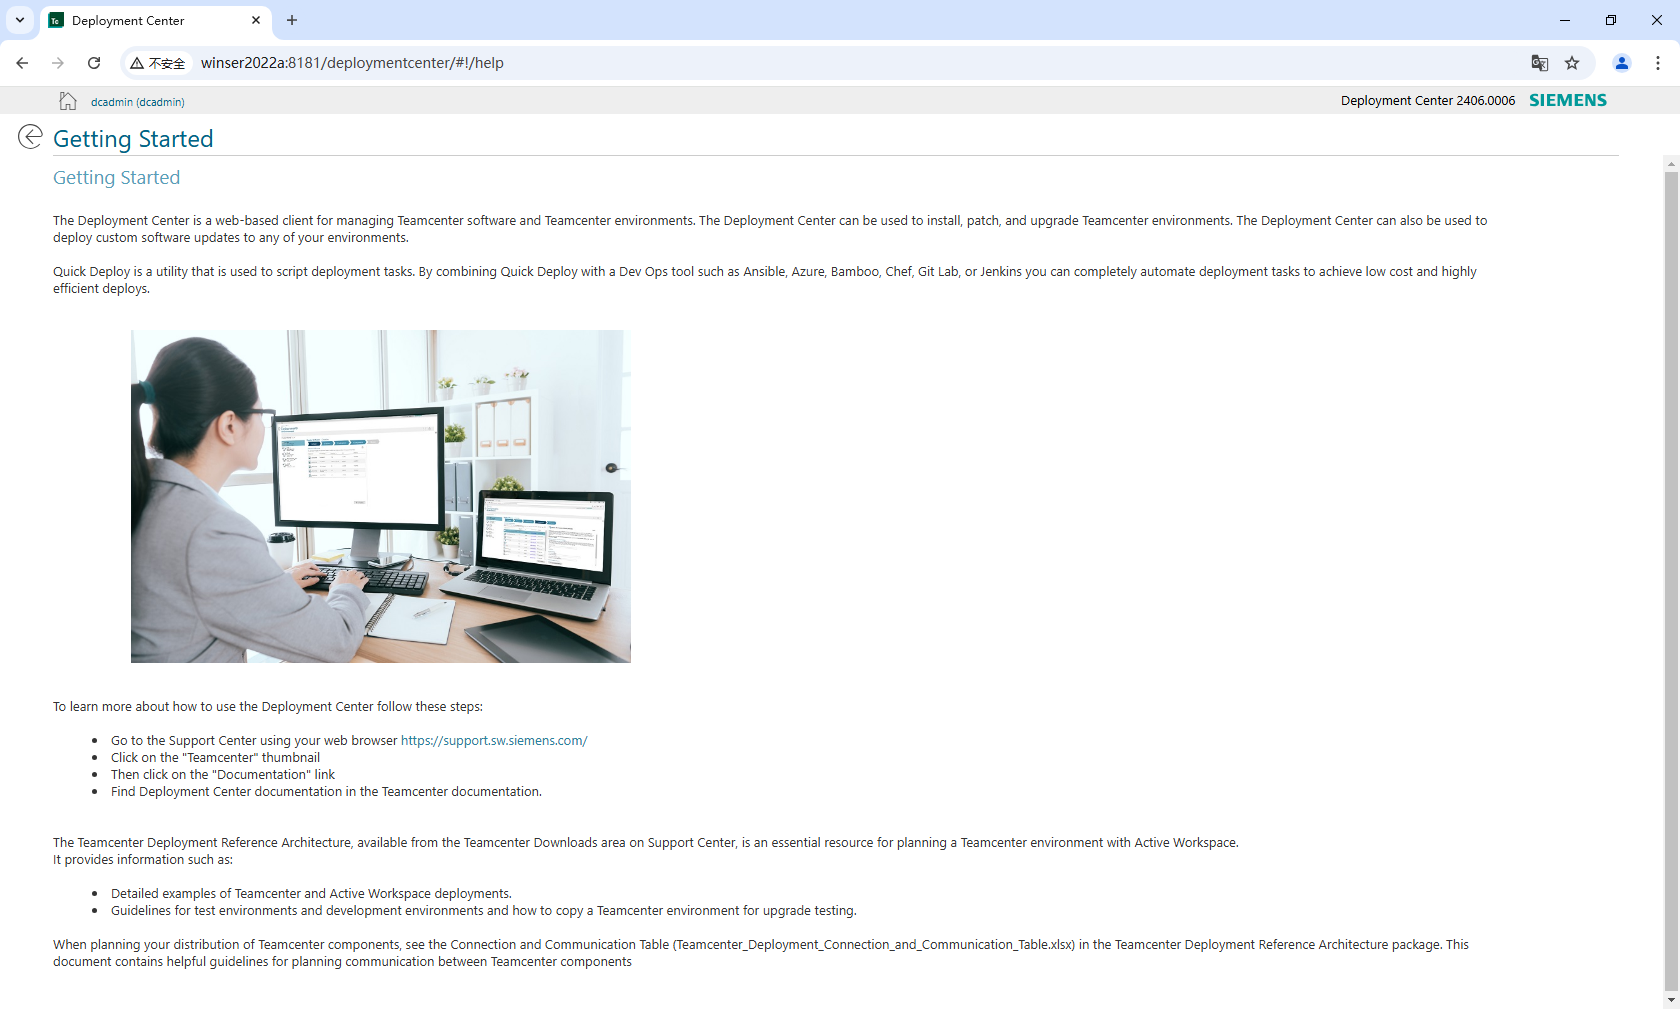 Deployment Center
不安全
winser2022a:8181/deploymentcenter/#!/help
dcadmin (dcadmin)
Deployment Center 2406.0006 SIEMENS
Getting Started
Getting Started
The Deployment Center is a web-based client for managing Teamcenter software and Teamcenter environments. The Deployment Center can be used to install, patch, and upgrade Teamcenter environments. The Deployment Center can also be used to
deploy custom software updates to any of your environments.
Quick Deploy is a utility that is used to script deployment tasks. By combining Quick Deploy with a Dev Ops tool such as Ansible, Azure, Bamboo, Chef, Git Lab, or Jenkins you can completely automate deployment tasks to achieve low cost and highly
efficient deploys.
To learn more about how to use the Deployment Center follow these steps:
• Go to the Support Center using your web browser https://support.sw.siemens.com/
• Click on the "Teamcenter" thumbnail
• Then click on the "Documentation" link
• Find Deployment Center documentation in the Teamcenter documentation.
The Teamcenter Deployment Reference Architecture, available from the Teamcenter Downloads area on Support Center, is an essential resource for planning a Teamcenter environment with Active Workspace.
It provides information such as:
• Detailed examples of Teamcenter and Active Workspace deployments.
• Guidelines for test environments and development environments and how to copy a Teamcenter environment for upgrade testing.
When planning your distribution of Teamcenter components, see the Connection and Communication Table (Teamcenter_Deployment_Connection_and_Communication_Table.xlsx) in the Teamcenter Deployment Reference Architecture package. This
document contains helpful guidelines for planning communication between Teamcenter components